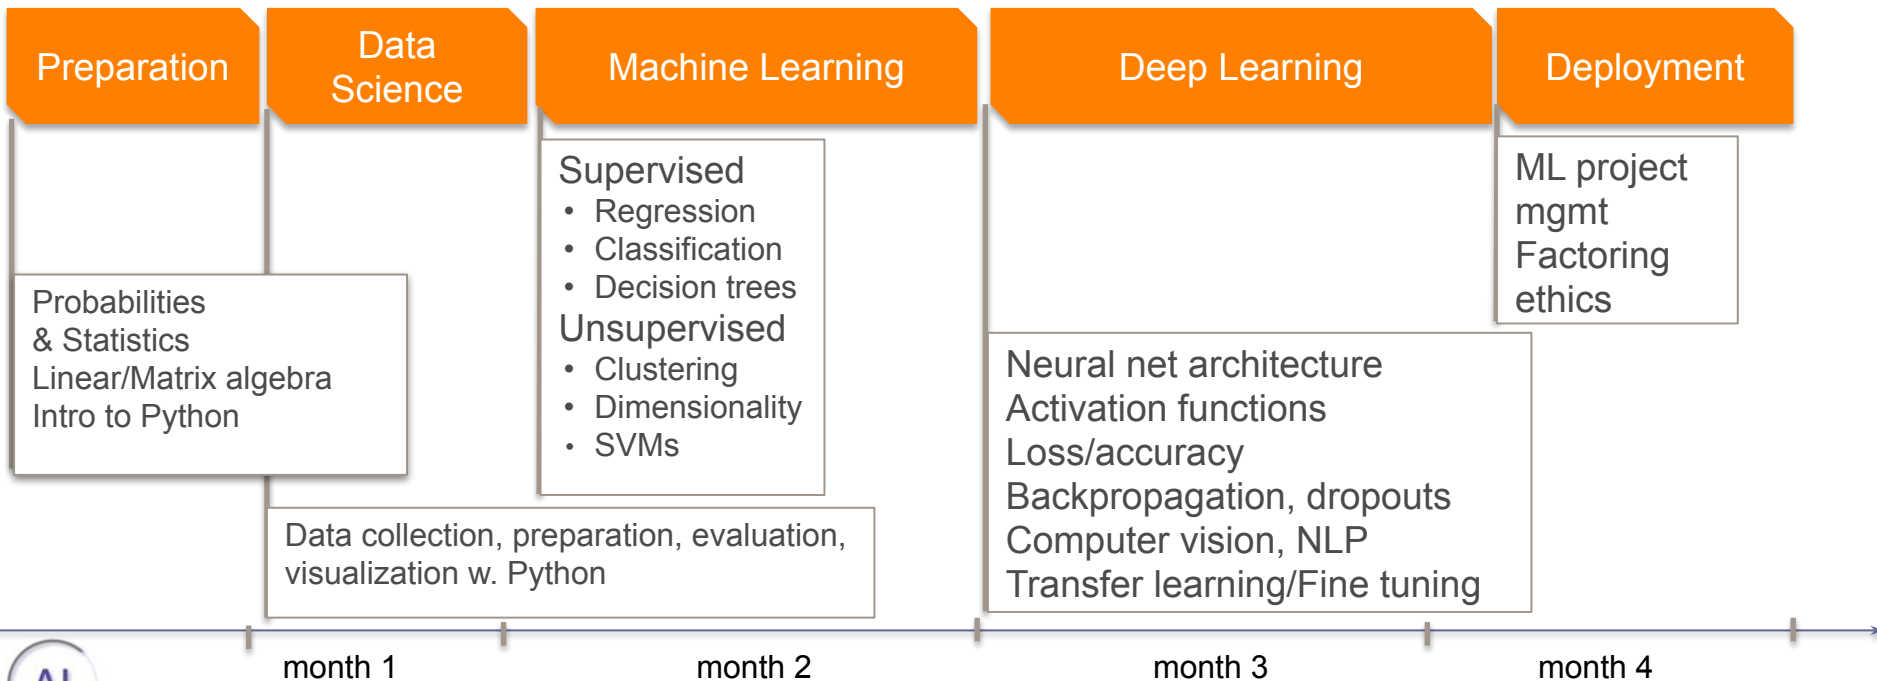 Preparation
Data
Science
Machine Learning
Deep Learning
Deployment
Probabilities
& Statistics
Linear/Matrix algebra
Intro to Python
Data collection, preparation, evaluation,
visualization w. Python
Supervised
• Regression
• Classification
• Decision trees
Unsupervised
• Clustering
• Dimensionality
• SVMs
Neural net architecture
Activation functions
Loss/accuracy
Backpropagation, dropouts
Computer vision, NLP
Transfer learning/Fine tuning
ML project
mgmt
Factoring
ethics
month 1
month 2
month 3
month 4